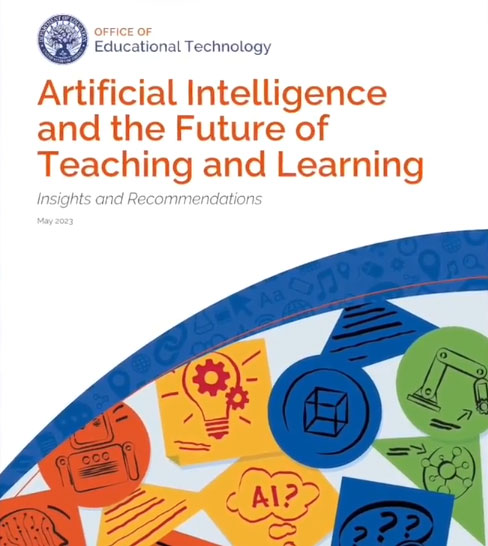 OFFICE OF
Educational Technology
Artificial Intelligence
and the Future of
Teaching and Learning
Insights and Recommendations
May 2023
Aa
AI?
???